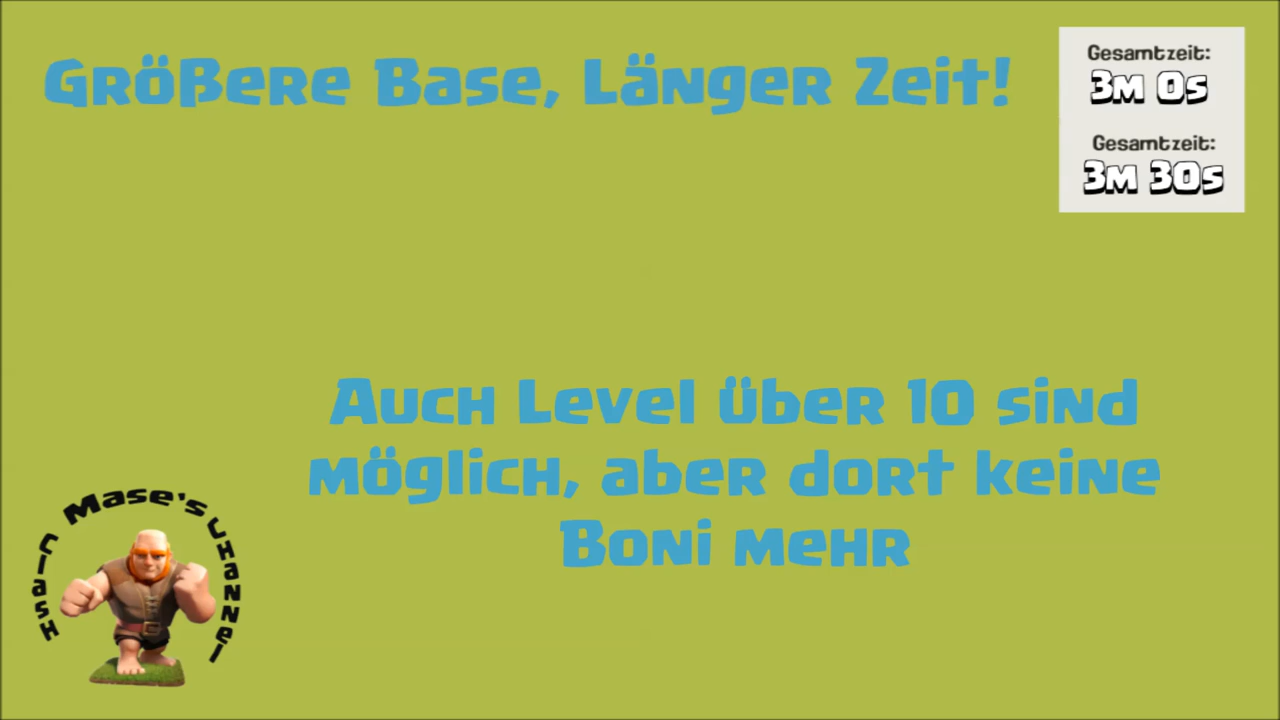 Größere Base, Länger Zeit!
Gesamtzeit:
3m 0s
Gesamtzeit:
3m 30s
Auch Level über 10 sind
möglich, aber dort keine
Boni mehr
Clash Mase's Channel